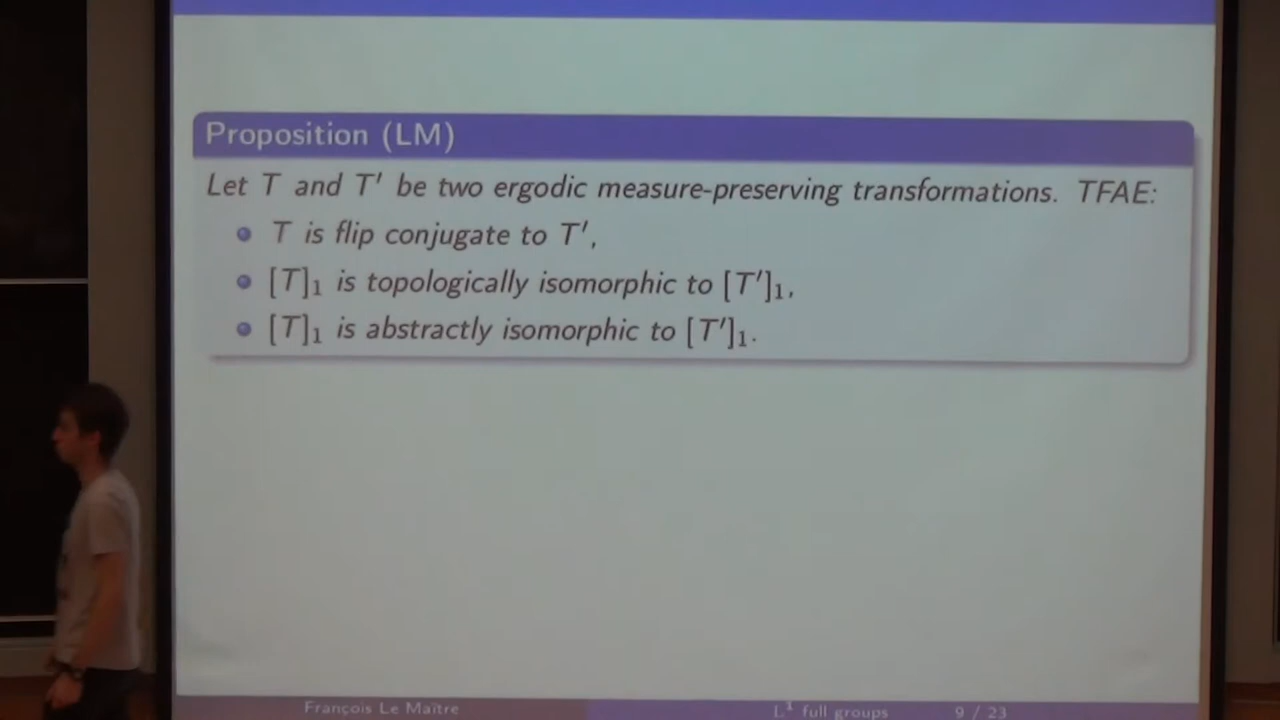 Proposition (LM)
Let T and T′ be two ergodic measure-preserving transformations. TFAE:
T is flip conjugate to T′,
[T]₁ is topologically isomorphic to [T′]₁,
[T]₁ is abstractly isomorphic to [T′]₁.
François Le Maître
L¹ full groups
9 / 23